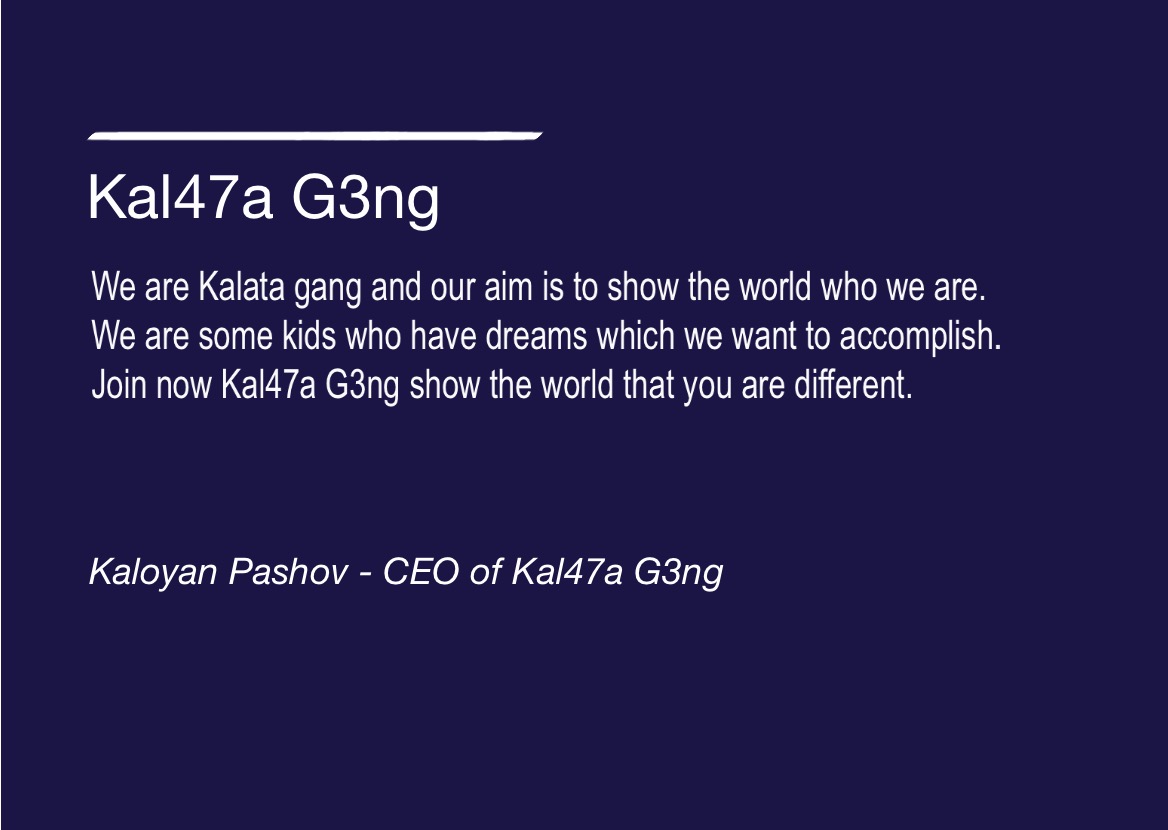 Kal47a G3ng
We are Kalata gang and our aim is to show the world who we are.
We are some kids who have dreams which we want to accomplish.
Join now Kal47a G3ng show the world that you are different.
Kaloyan Pashov - CEO of Kal47a G3ng